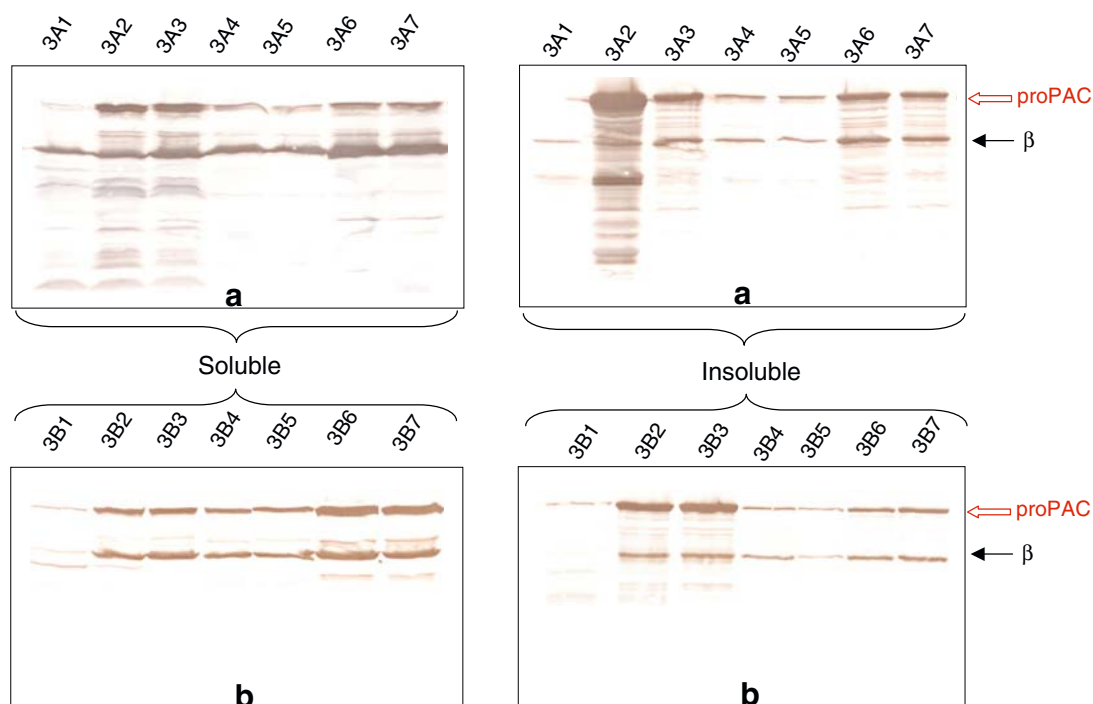 3A1 3A2 3A3 3A4 3A5 3A6 3A7
a
3A1 3A2 3A3 3A4 3A5 3A6 3A7
proPAC
β
a
Soluble
Insoluble
3B1 3B2 3B3 3B4 3B5 3B6 3B7
b
3B1 3B2 3B3 3B4 3B5 3B6 3B7
proPAC
β
b